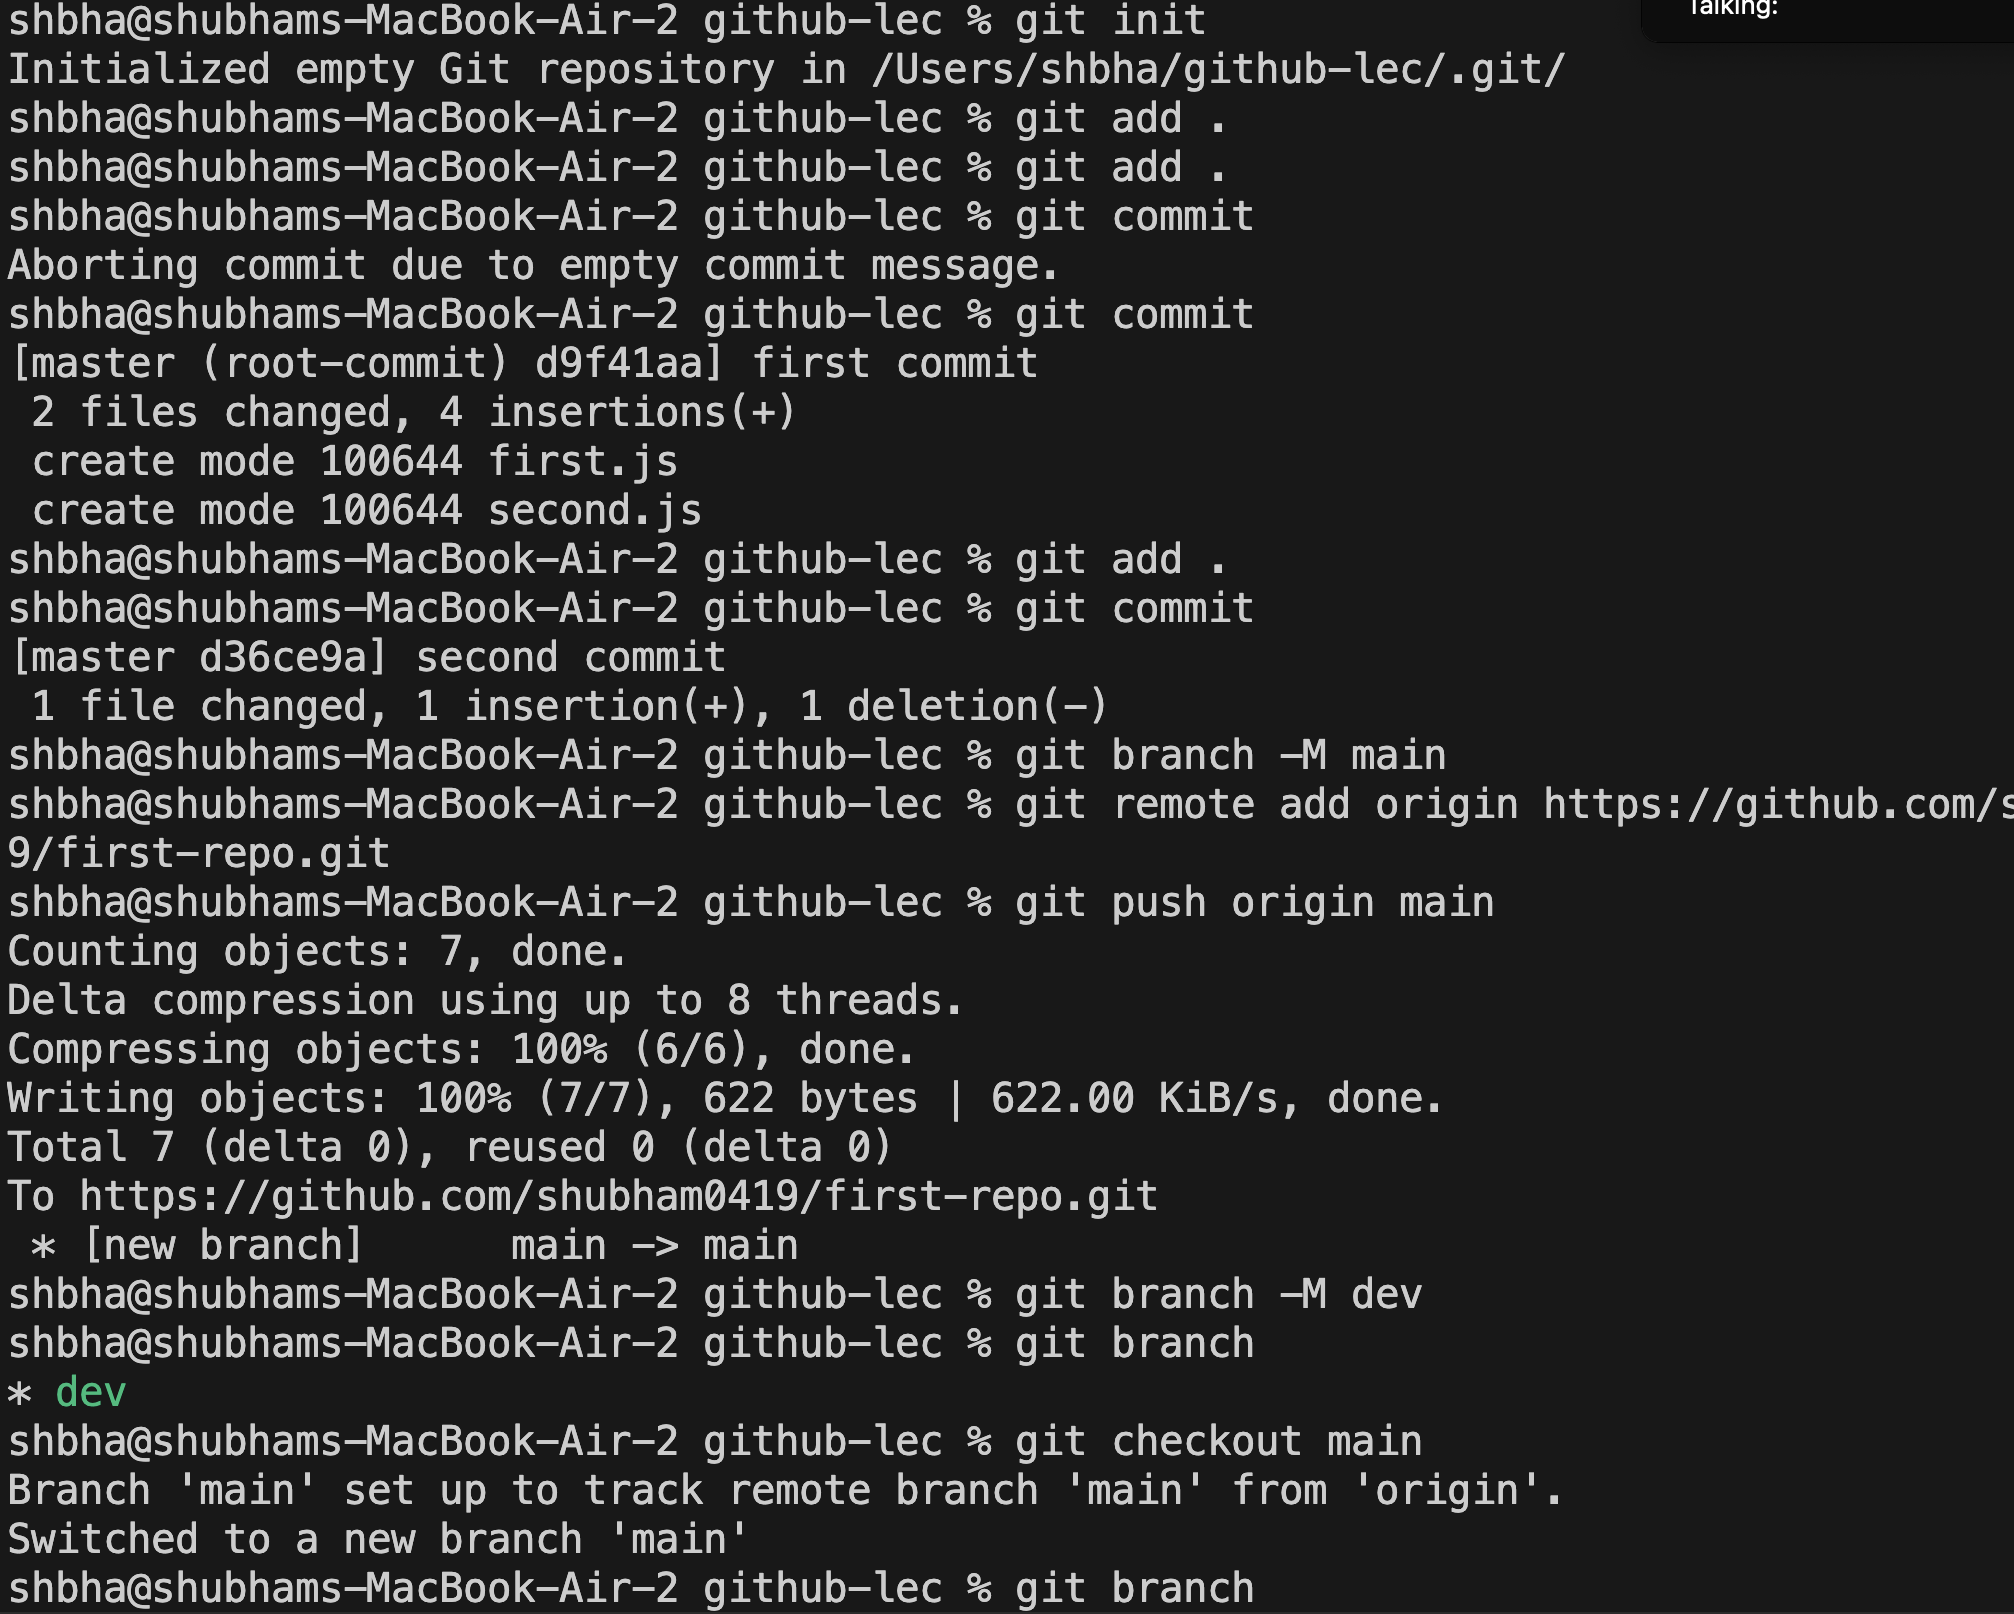 Talking:
shbha@shubhams-MacBook-Air-2 github-lec % git init
Initialized empty Git repository in /Users/shbha/github-lec/.git/
shbha@shubhams-MacBook-Air-2 github-lec % git add .
shbha@shubhams-MacBook-Air-2 github-lec % git add .
shbha@shubhams-MacBook-Air-2 github-lec % git commit
Aborting commit due to empty commit message.
shbha@shubhams-MacBook-Air-2 github-lec % git commit
[master (root-commit) d9f41aa] first commit
 2 files changed, 4 insertions(+)
 create mode 100644 first.js
 create mode 100644 second.js
shbha@shubhams-MacBook-Air-2 github-lec % git add .
shbha@shubhams-MacBook-Air-2 github-lec % git commit
[master d36ce9a] second commit
 1 file changed, 1 insertion(+), 1 deletion(-)
shbha@shubhams-MacBook-Air-2 github-lec % git branch -M main
shbha@shubhams-MacBook-Air-2 github-lec % git remote add origin https://github.com/s
9/first-repo.git
shbha@shubhams-MacBook-Air-2 github-lec % git push origin main
Counting objects: 7, done.
Delta compression using up to 8 threads.
Compressing objects: 100% (6/6), done.
Writing objects: 100% (7/7), 622 bytes | 622.00 KiB/s, done.
Total 7 (delta 0), reused 0 (delta 0)
To https://github.com/shubham0419/first-repo.git
 * [new branch]      main -> main
shbha@shubhams-MacBook-Air-2 github-lec % git branch -M dev
shbha@shubhams-MacBook-Air-2 github-lec % git branch
* dev
shbha@shubhams-MacBook-Air-2 github-lec % git checkout main
Branch 'main' set up to track remote branch 'main' from 'origin'.
Switched to a new branch 'main'
shbha@shubhams-MacBook-Air-2 github-lec % git branch